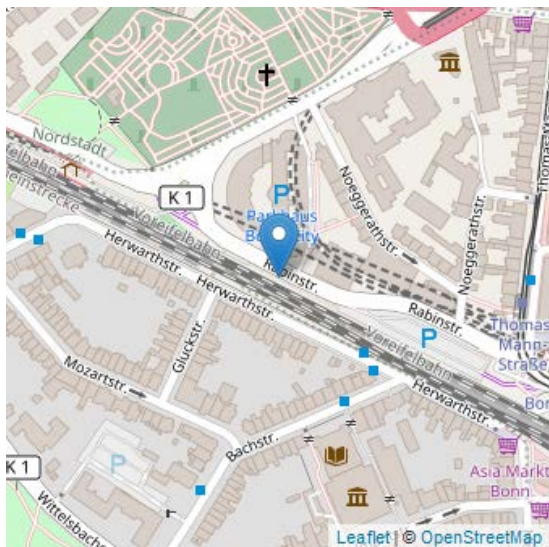 Nordstadt
K 1
Voreifelbahn
Herwarthstr.
Herwarthstr.
P
Parkhaus
Rabinstr.
Noeggerathstr.
Noeggerathstr.
Rabinstr.
P
Thomas-
Mann-
Straße
Voreifelbahn
Herwarthstr.
Gluckstr.
Mozartstr.
Bachstr.
P
K 1
Asia Markt
Bonn
Leaflet | © OpenStreetMap